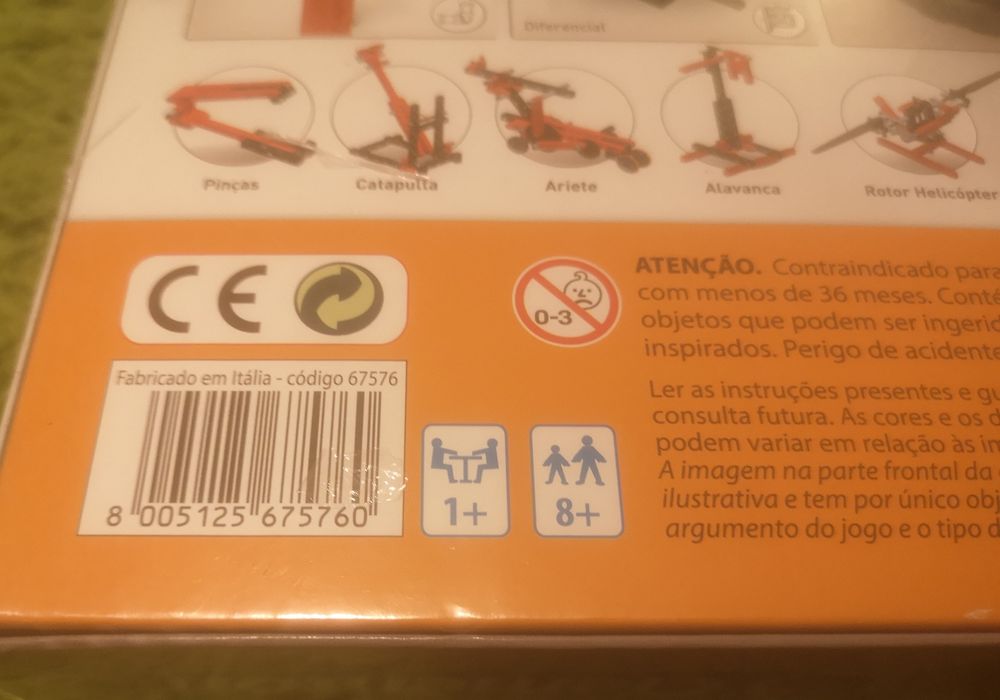 Diferencial
Pinças
Catapulta
Ariete
Alavanca
Rotor Helicópter
CE
0-3
ATENÇÃO. Contraindicado para
com menos de 36 meses. Conté
objetos que podem ser ingerid
inspirados. Perigo de acidente
Fabricado em Itália - código 67576
8 005125 675760
1+
8+
Ler as instruções presentes e gu
consulta futura. As cores e os d
podem variar em relação às in
A imagem na parte frontal da
ilustrativa e tem por único obj
argumento do jogo e o tipo d